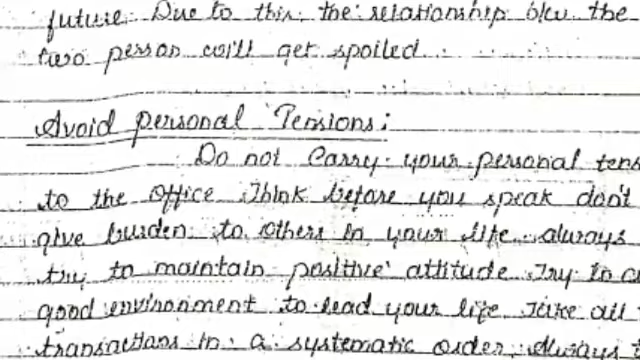 future. Due to this the relationship b/w the
two person will get spoiled.
Avoid personal Tensions:
Do not Carry your personal tens
to the office Think before you speak don't
give burden to others in your life. always
try to maintain positive attitude Try to
good environment to lead your life. Take all
transactions in a systematic order. Always